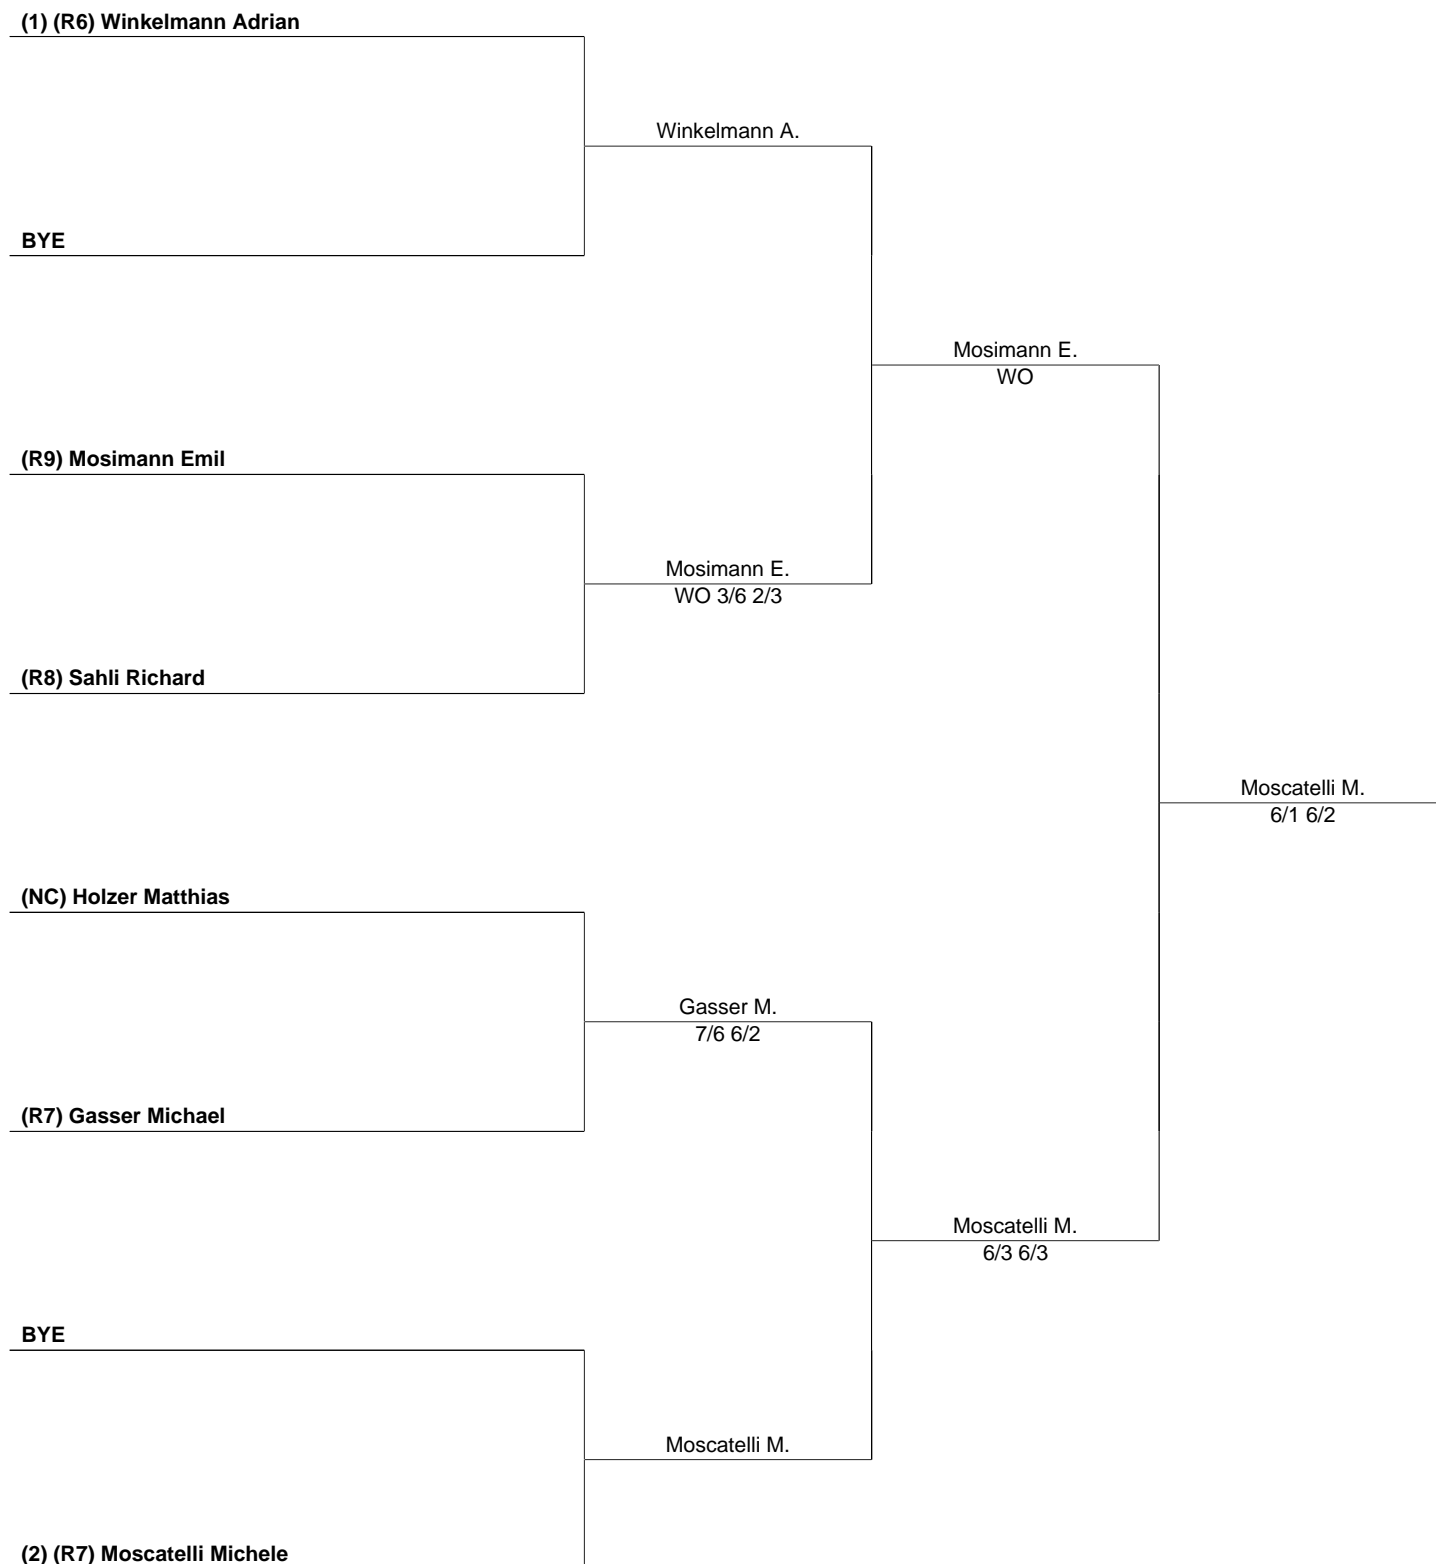 (1) (R6) Winkelmann Adrian
Winkelmann A.
BYE
Mosimann E.
WO
(R9) Mosimann Emil
Mosimann E.
WO 3/6 2/3
(R8) Sahli Richard
Moscatelli M.
6/1 6/2
(NC) Holzer Matthias
Gasser M.
7/6 6/2
(R7) Gasser Michael
Moscatelli M.
6/3 6/3
BYE
Moscatelli M.
(2) (R7) Moscatelli Michele